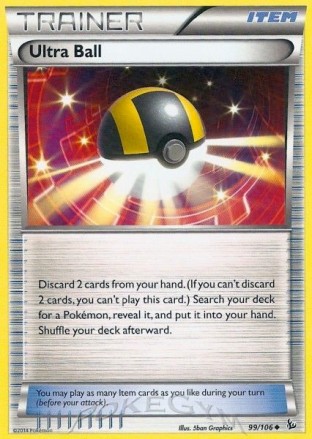 TRAINER
ITEM
Ultra Ball
Discard 2 cards from your hand. (If you can't discard
2 cards, you can't play this card.) Search your deck
for a Pokémon, reveal it, and put it into your hand.
Shuffle your deck afterward.
You may play as many Item cards as you like during your turn
(before your attack).
POKEGYM
©2014 Pokémon
Illus. 5ban Graphics
99/106